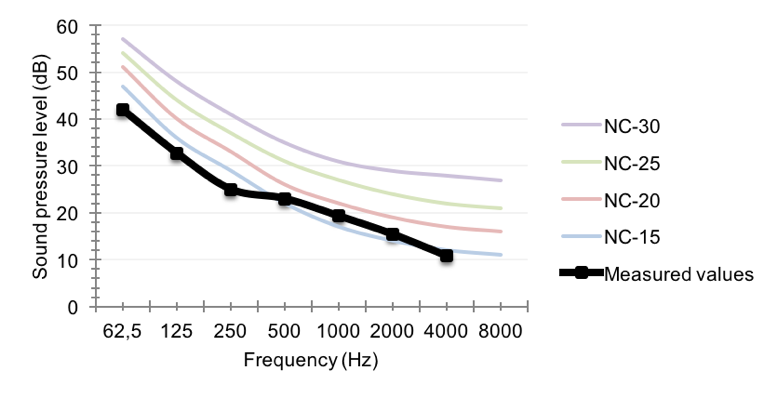 Sound pressure level (dB)
60
50
40
30
20
10
0
62,5 125 250 500 1000 2000 4000 8000
Frequency (Hz)
NC-30
NC-25
NC-20
NC-15
Measured values